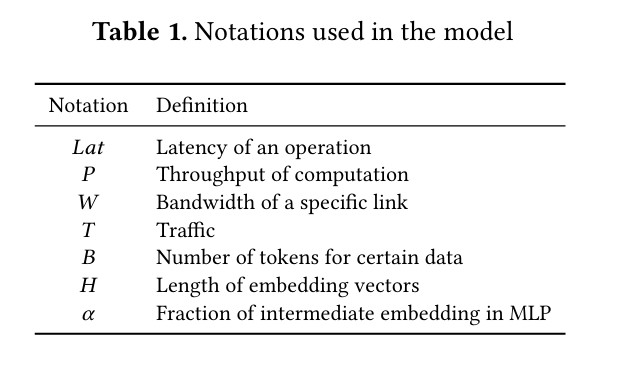 Table 1. Notations used in the model
Notation Definition
Lat Latency of an operation
P Throughput of computation
W Bandwidth of a specific link
T Traffic
B Number of tokens for certain data
H Length of embedding vectors
α Fraction of intermediate embedding in MLP